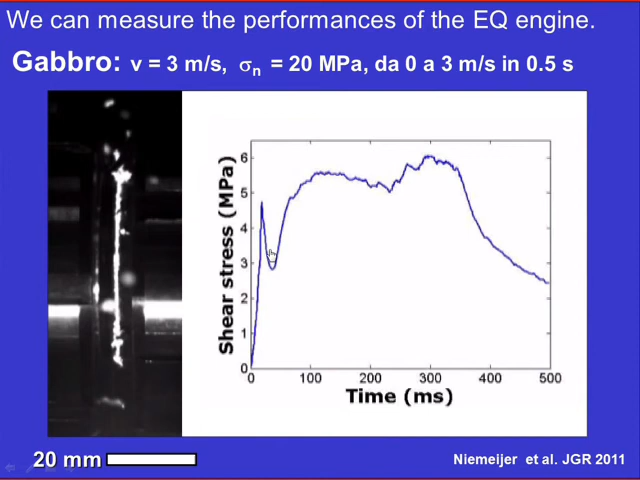 We can measure the performances of the EQ engine.
Gabbro: v = 3 m/s, σn = 20 MPa, da 0 a 3 m/s in 0.5 s
Shear stress (MPa)
6
5
4
3
2
1
0
0 100 200 300 400 500
Time (ms)
20 mm
Niemeijer et al. JGR 2011